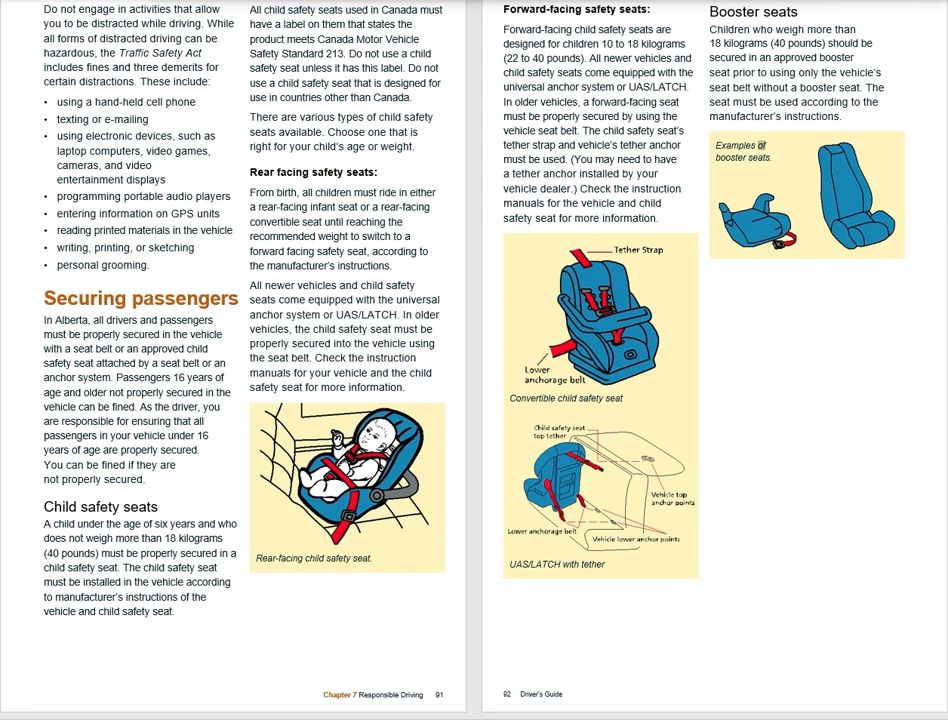 Do not engage in activities that allow
you to be distracted while driving. While
all forms of distracted driving can be
hazardous, the Traffic Safety Act
includes fines and three demerits for
certain distractions. These include:
• using a hand-held cell phone
• texting or e-mailing
• using electronic devices, such as
laptop computers, video games,
cameras, and video
entertainment displays
• programming portable audio players
• entering information on GPS units
• reading printed materials in the vehicle
• writing, printing, or sketching
• personal grooming.
Securing passengers
In Alberta, all drivers and passengers
must be properly secured in the vehicle
with a seat belt or an approved child
safety seat attached by a seat belt or an
anchor system. Passengers 16 years of
age and older not properly secured in the
vehicle can be fined. As the driver, you
are responsible for ensuring that all
passengers in your vehicle under 16
years of age are properly secured.
You can be fined if they are
not properly secured.
Child safety seats
A child under the age of six years and who
does not weigh more than 18 kilograms
(40 pounds) must be properly secured in a
child safety seat. The child safety seat
must be installed in the vehicle according
to manufacturer's instructions of the
vehicle and child safety seat.
All child safety seats used in Canada must
have a label on them that states the
product meets Canada Motor Vehicle
Safety Standard 213. Do not use a child
safety seat unless it has this label. Do not
use a child safety seat that is designed for
use in countries other than Canada.
There are various types of child safety
seats available. Choose one that is
right for your child's age or weight.
Rear facing safety seats:
From birth, all children must ride in either
a rear-facing infant seat or a rear-facing
convertible seat until reaching the
recommended weight to switch to a
forward facing safety seat, according to
the manufacturer's instructions.
All newer vehicles and child safety
seats come equipped with the universal
anchor system or UAS/LATCH. In older
vehicles, the child safety seat must be
properly secured into the vehicle using
the seat belt. Check the instruction
manuals for your vehicle and the child
safety seat for more information.
Rear-facing child safety seat.
Chapter 7 Responsible Driving 91
Forward-facing safety seats:
Forward-facing child safety seats are
designed for children 10 to 18 kilograms
(22 to 40 pounds). All newer vehicles and
child safety seats come equipped with the
universal anchor system or UAS/LATCH.
In older vehicles, a forward-facing seat
must be properly secured by using the
vehicle seat belt. The child safety seat's
tether strap and vehicle's tether anchor
must be used. (You may need to have
a tether anchor installed by your
vehicle dealer.) Check the instruction
manuals for the vehicle and child
safety seat for more information.
Tether Strap
Lower
anchorage belt
Convertible child safety seat
Child safety seat
top tether
Vehicle top
anchor points
Lower anchorage belt
Vehicle lower anchor points
UAS/LATCH with tether
Booster seats
Children who weigh more than
18 kilograms (40 pounds) should be
secured in an approved booster
seat prior to using only the vehicle's
seat belt without a booster seat. The
seat must be used according to the
manufacturer's instructions.
Examples of
booster seats.
92 Driver's Guide